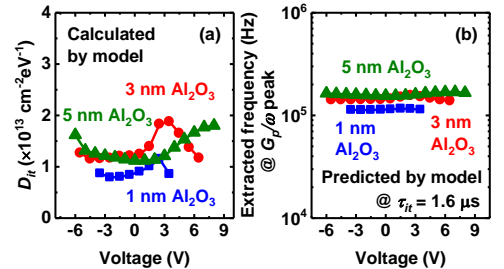 Calculated
by model
(a)
3 nm Al2O3
5 nm Al2O3
1 nm Al2O3
Dit (×10^13 cm^-2 eV^-1)
4
3
2
1
0
-6 -3 0 3 6 9
Voltage (V)
(b)
5 nm Al2O3
1 nm
Al2O3
3 nm
Al2O3
Predicted by model
@ τit = 1.6 μs
Extracted frequency (Hz)
@ Gp/ω peak
10^6
10^5
10^4
-6 -3 0 3 6 9
Voltage (V)